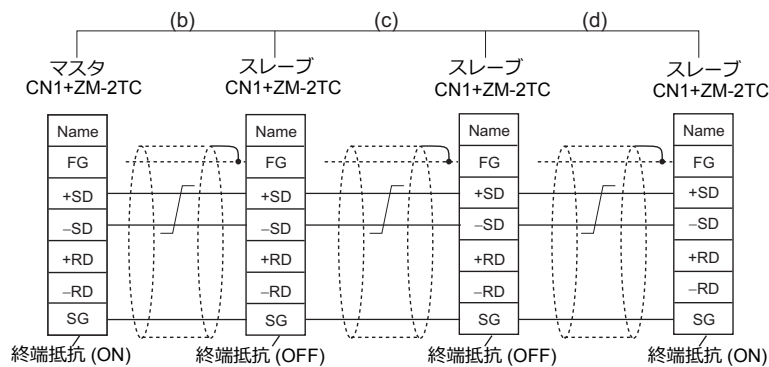 (b) (c) (d)
マスタ スレーブ スレーブ スレーブ
CN1+ZM-2TC CN1+ZM-2TC CN1+ZM-2TC CN1+ZM-2TC
Name Name Name Name
FG FG FG FG
+SD +SD +SD +SD
–SD –SD –SD –SD
+RD +RD +RD +RD
–RD –RD –RD –RD
SG SG SG SG
終端抵抗 (ON) 終端抵抗 (OFF) 終端抵抗 (OFF) 終端抵抗 (ON)